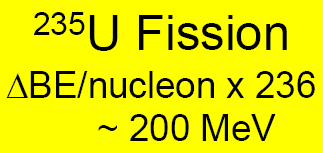 ²³⁵U Fission
ΔBE/nucleon x 236
~ 200 MeV